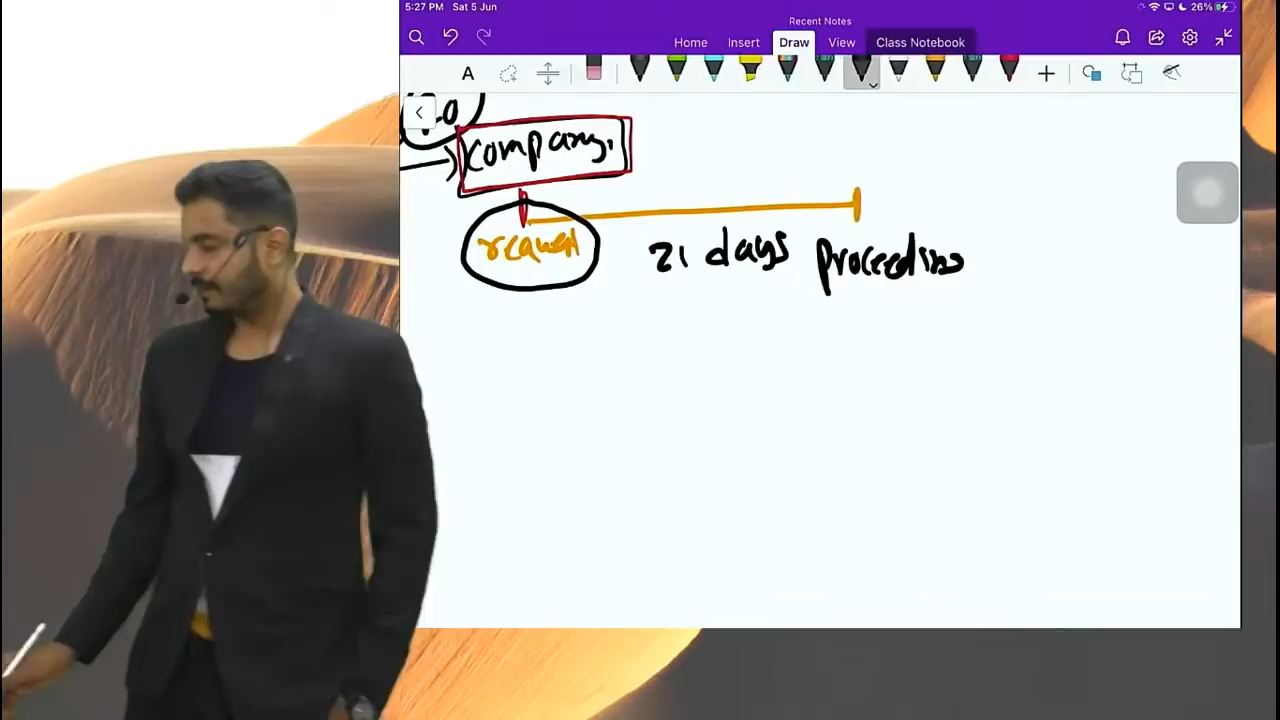 5:27 PM Sat 5 Jun
26%
Recent Notes
Home Insert Draw View Class Notebook
A
company.
request
21 days proceedings